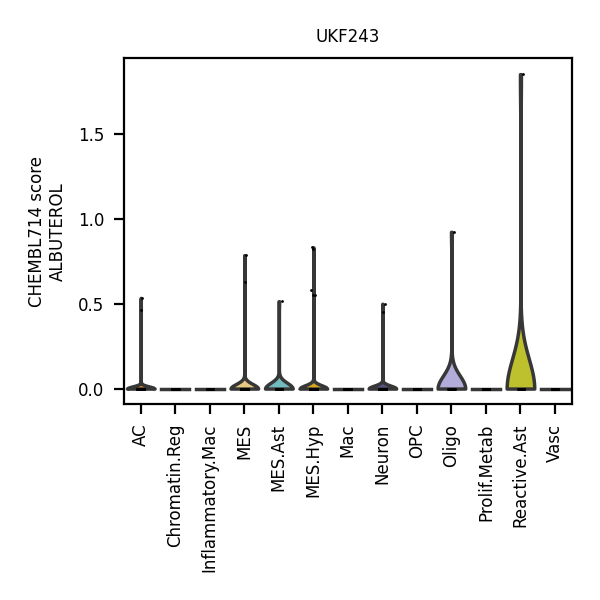 UKF243
CHEMBL714 score
ALBUTEROL
1.5
1.0
0.5
0.0
AC
Chromatin.Reg
Inflammatory.Mac
MES
MES.Ast
MES.Hyp
Mac
Neuron
OPC
Oligo
Prolif.Metab
Reactive.Ast
Vasc